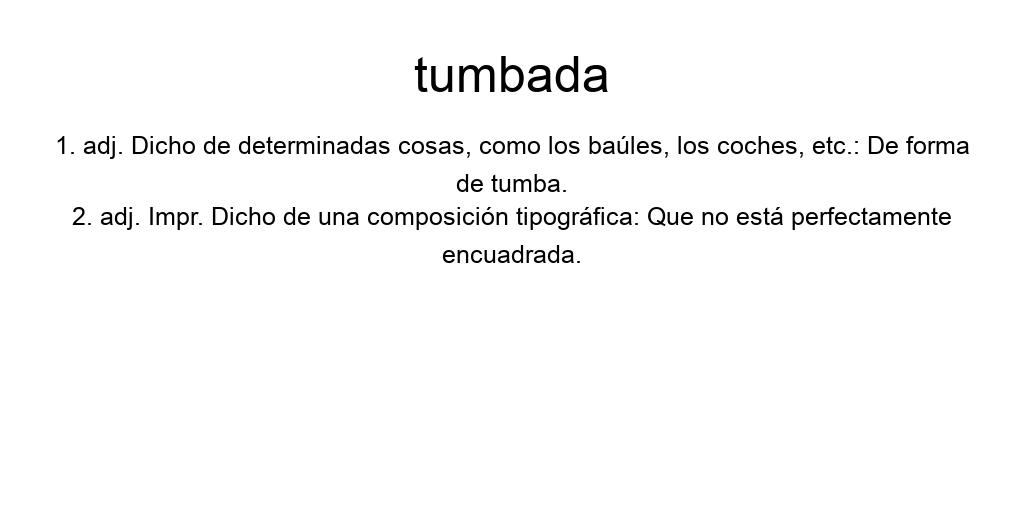 tumbada
1. adj. Dicho de determinadas cosas, como los baúles, los coches, etc.: De forma
de tumba.
2. adj. Impr. Dicho de una composición tipográfica: Que no está perfectamente
encuadrada.